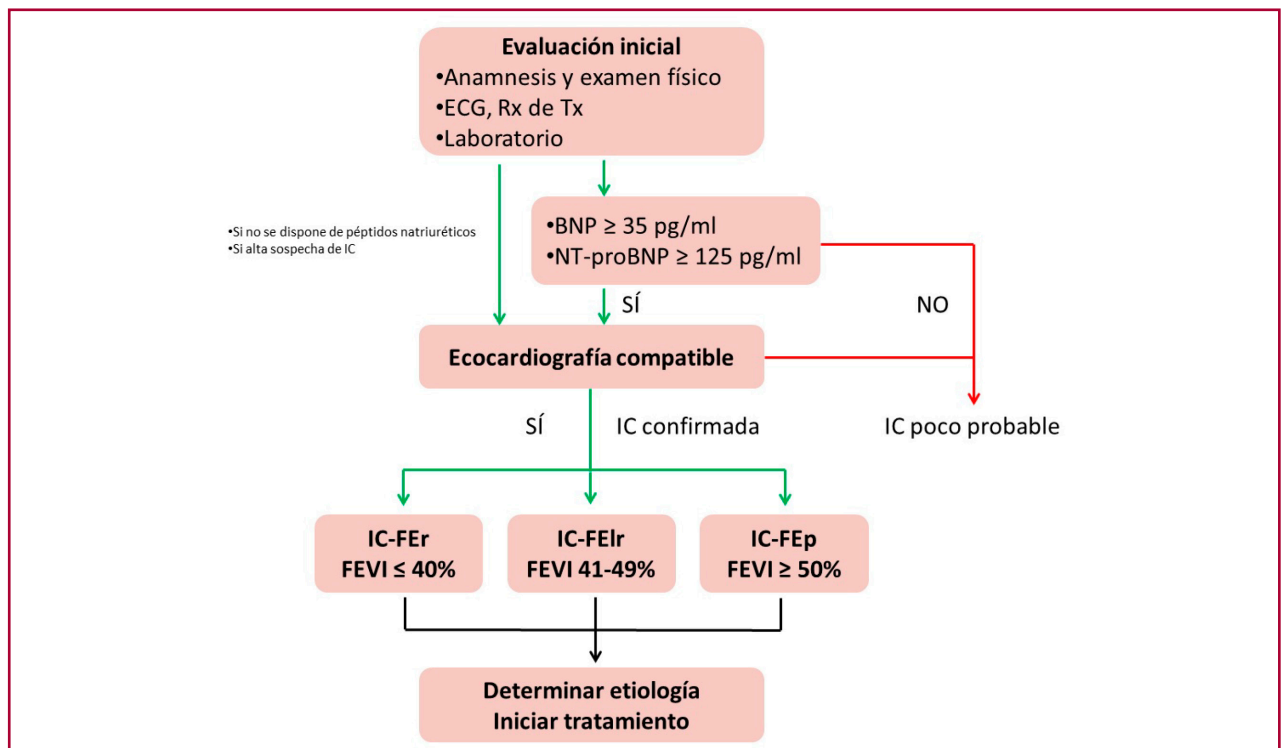 Evaluación inicial
•Anamnesis y examen físico
•ECG, Rx de Tx
•Laboratorio
•Si no se dispone de péptidos natriuréticos
•Si alta sospecha de IC
•BNP ≥ 35 pg/ml
•NT-proBNP ≥ 125 pg/ml
SÍ
NO
Ecocardiografía compatible
SÍ
IC confirmada
IC poco probable
IC-FEr
FEVI ≤ 40%
IC-FElr
FEVI 41-49%
IC-FEp
FEVI ≥ 50%
Determinar etiología
Iniciar tratamiento